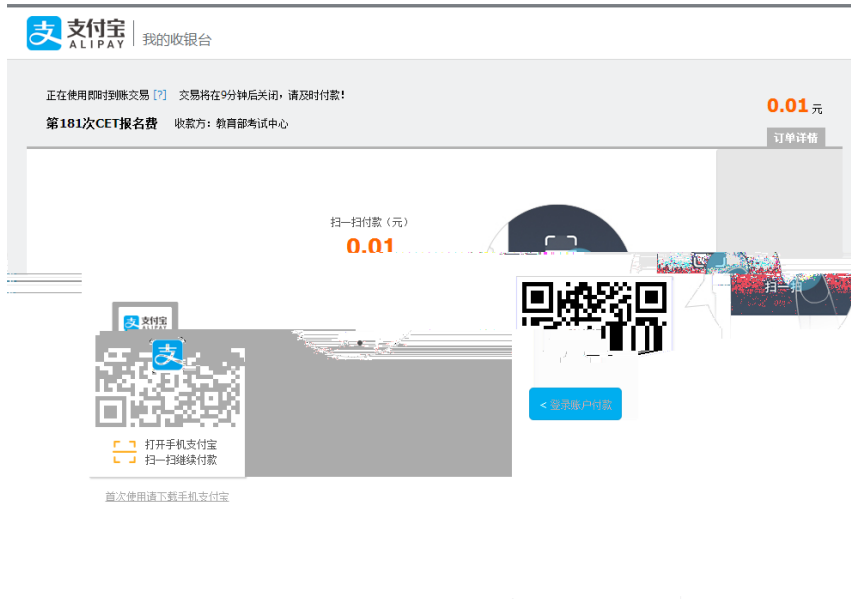 支付宝
ALIPAY
我的收银台
正在使用即时到账交易 [?] 交易将在9分钟后关闭，请及时付款！
0.01 元
第181次CET报名费 收款方：教育部考试中心
订单详情
扫一扫付款（元）
0.01
扫一扫
支付宝
支
< 登录账户付款
打开手机支付宝
扫一扫继续付款
首次使用请下载手机支付宝